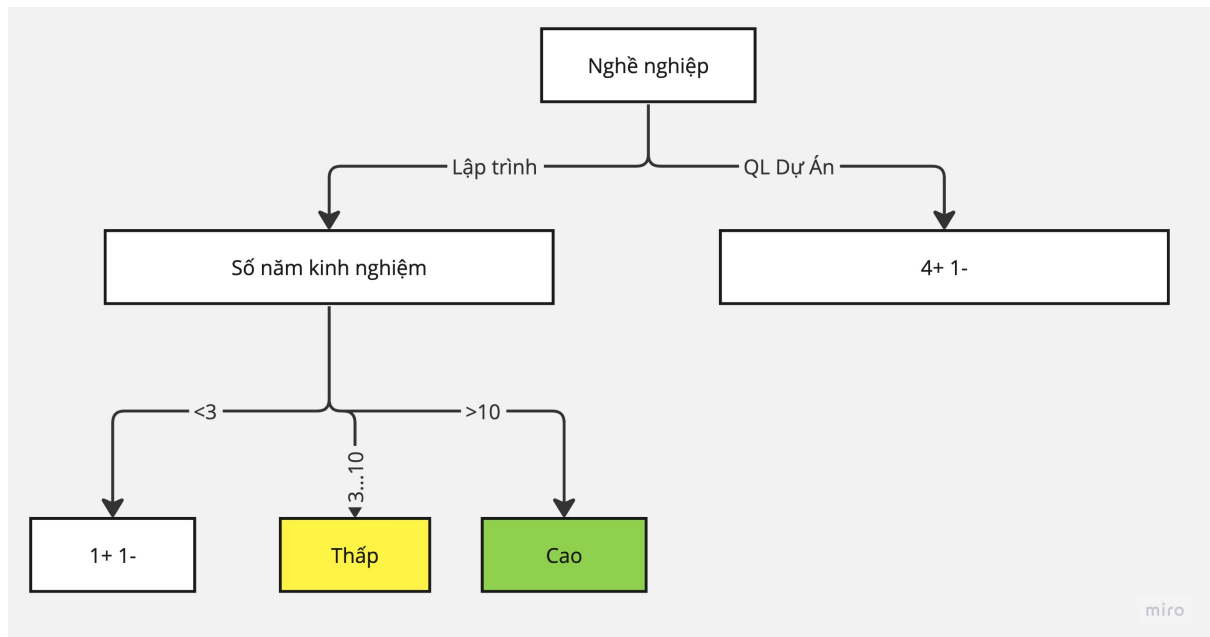 Nghề nghiệp
Lập trình
QL Dự Án
Số năm kinh nghiệm
4+ 1-
<3
3...10
>10
1+ 1-
Thấp
Cao
miro